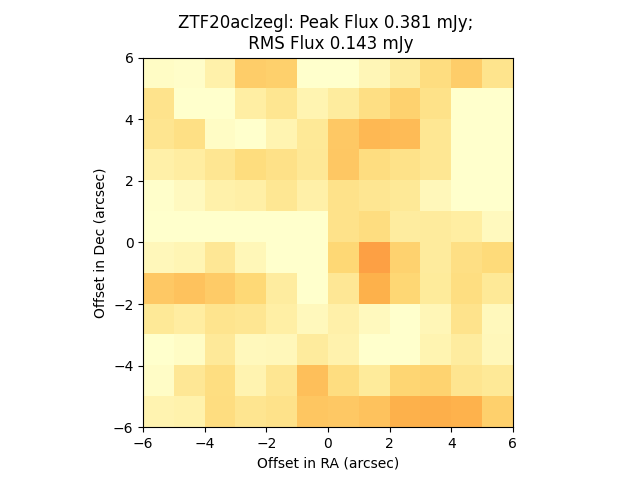 ZTF20aclzegl: Peak Flux 0.381 mJy;
RMS Flux 0.143 mJy
6
4
2
0
−2
−4
−6
Offset in Dec (arcsec)
−6 −4 −2 0 2 4 6
Offset in RA (arcsec)